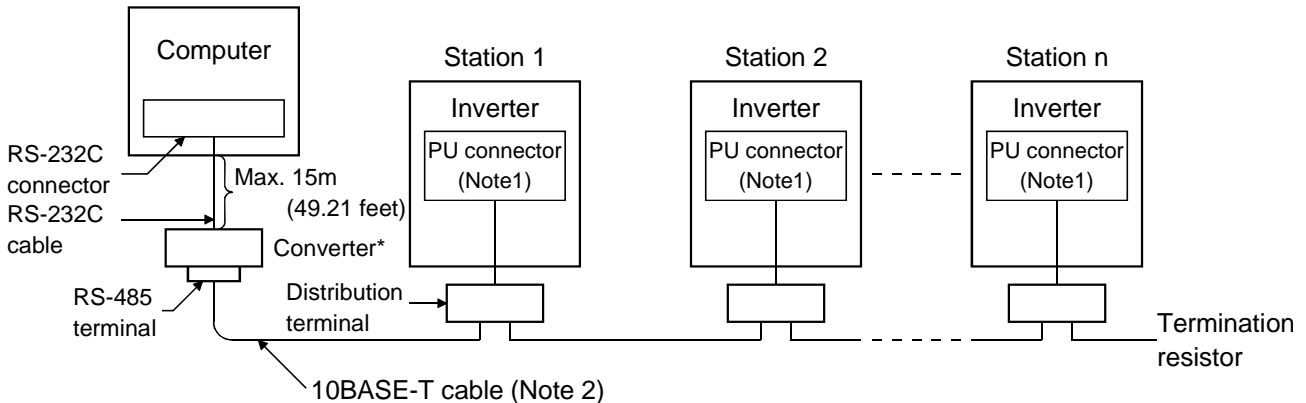 Computer
Station 1
Station 2
Station n
Inverter
Inverter
Inverter
PU connector
(Note1)
PU connector
(Note1)
PU connector
(Note1)
RS-232C
connector
Max. 15m
(49.21 feet)
RS-232C
cable
Converter*
RS-485
terminal
Distribution
terminal
Termination
resistor
10BASE-T cable (Note 2)